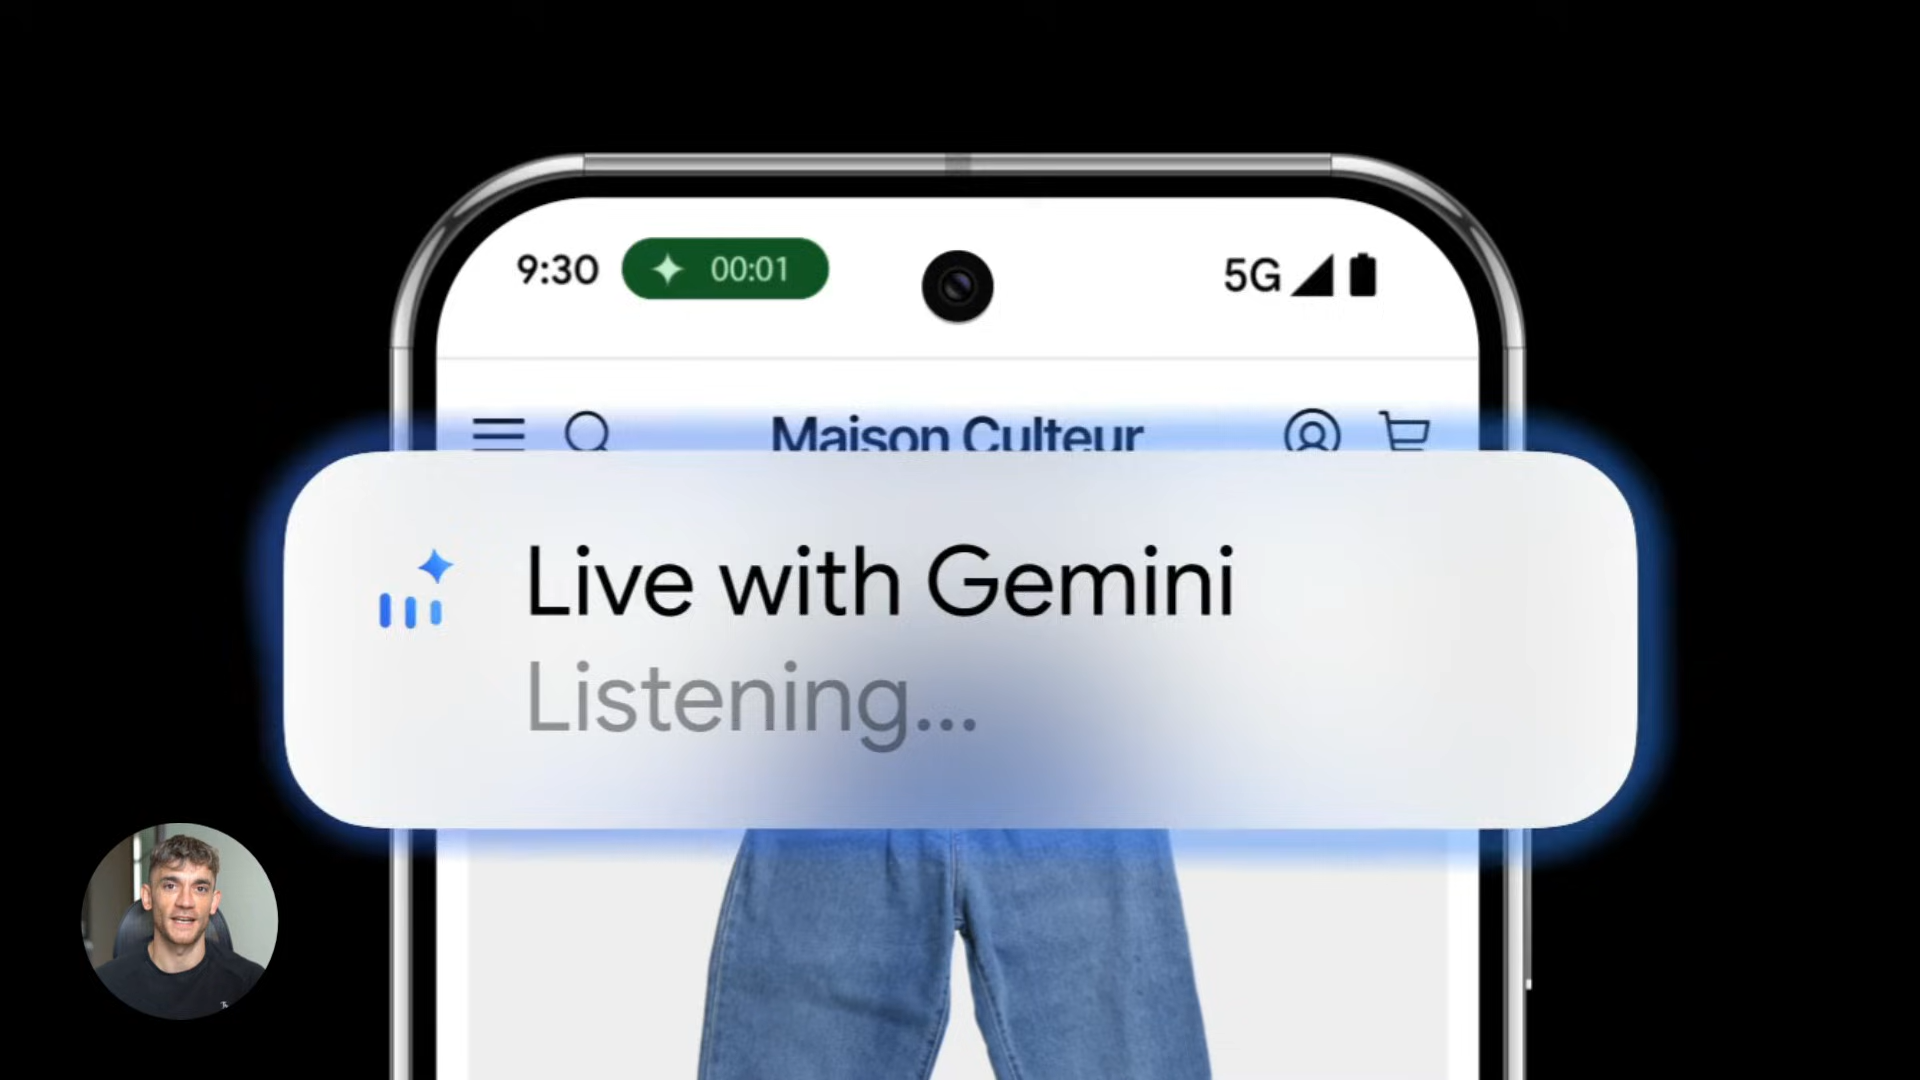 9:30 00:01 5G
Maison Culteur
Live with Gemini
Listening...